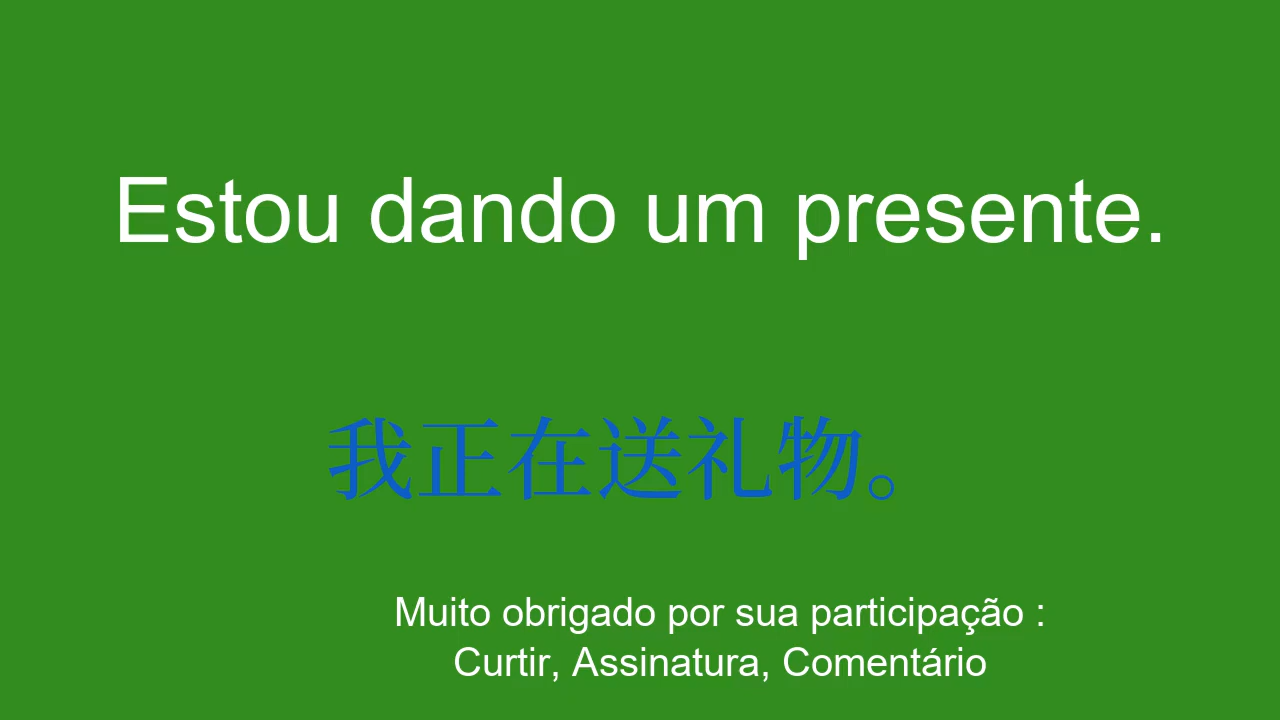 Estou dando um presente.
我正在送礼物。
Muito obrigado por sua participação :
Curtir, Assinatura, Comentário